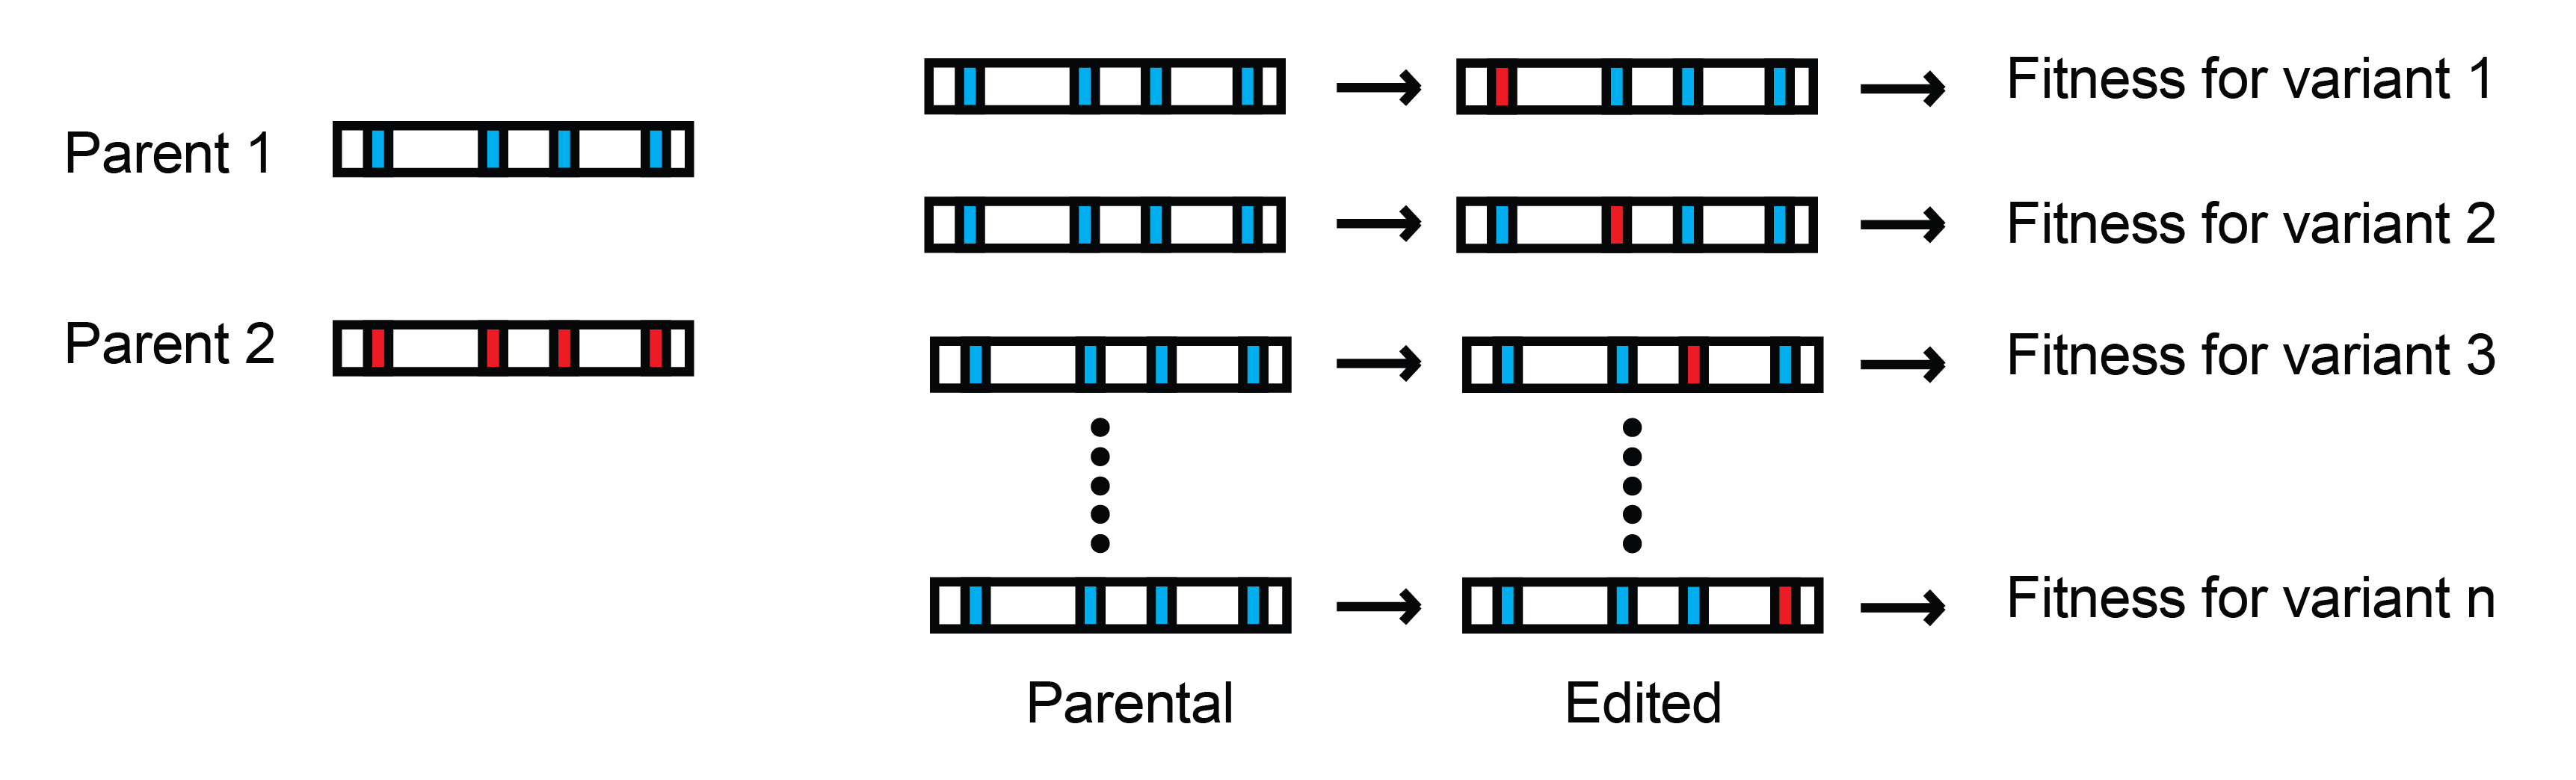 Parent 1
Parent 2
Fitness for variant 1
Fitness for variant 2
Fitness for variant 3
Fitness for variant n
Parental
Edited